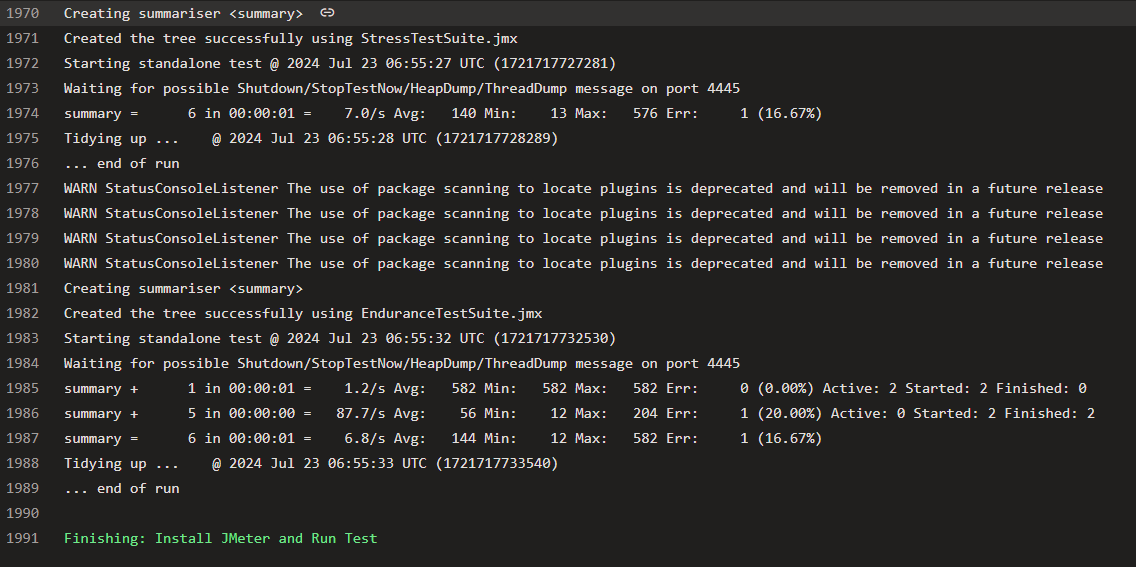 1970 Creating summariser <summary>
1971 Created the tree successfully using StressTestSuite.jmx
1972 Starting standalone test @ 2024 Jul 23 06:55:27 UTC (1721717727281)
1973 Waiting for possible Shutdown/StopTestNow/HeapDump/ThreadDump message on port 4445
1974 summary =      6 in 00:00:01 =    7.0/s Avg:   140 Min:    13 Max:   576 Err:     1 (16.67%)
1975 Tidying up ...    @ 2024 Jul 23 06:55:28 UTC (1721717728289)
1976 ... end of run
1977 WARN StatusConsoleListener The use of package scanning to locate plugins is deprecated and will be removed in a future release
1978 WARN StatusConsoleListener The use of package scanning to locate plugins is deprecated and will be removed in a future release
1979 WARN StatusConsoleListener The use of package scanning to locate plugins is deprecated and will be removed in a future release
1980 WARN StatusConsoleListener The use of package scanning to locate plugins is deprecated and will be removed in a future release
1981 Creating summariser <summary>
1982 Created the tree successfully using EnduranceTestSuite.jmx
1983 Starting standalone test @ 2024 Jul 23 06:55:32 UTC (1721717732530)
1984 Waiting for possible Shutdown/StopTestNow/HeapDump/ThreadDump message on port 4445
1985 summary +      1 in 00:00:01 =    1.2/s Avg:   582 Min:   582 Max:   582 Err:     0 (0.00%) Active: 2 Started: 2 Finished: 0
1986 summary +      5 in 00:00:00 =   87.7/s Avg:    56 Min:    12 Max:   204 Err:     1 (20.00%) Active: 0 Started: 2 Finished: 2
1987 summary =      6 in 00:00:01 =    6.8/s Avg:   144 Min:    12 Max:   582 Err:     1 (16.67%)
1988 Tidying up ...    @ 2024 Jul 23 06:55:33 UTC (1721717733540)
1989 ... end of run
1990
1991 Finishing: Install JMeter and Run Test